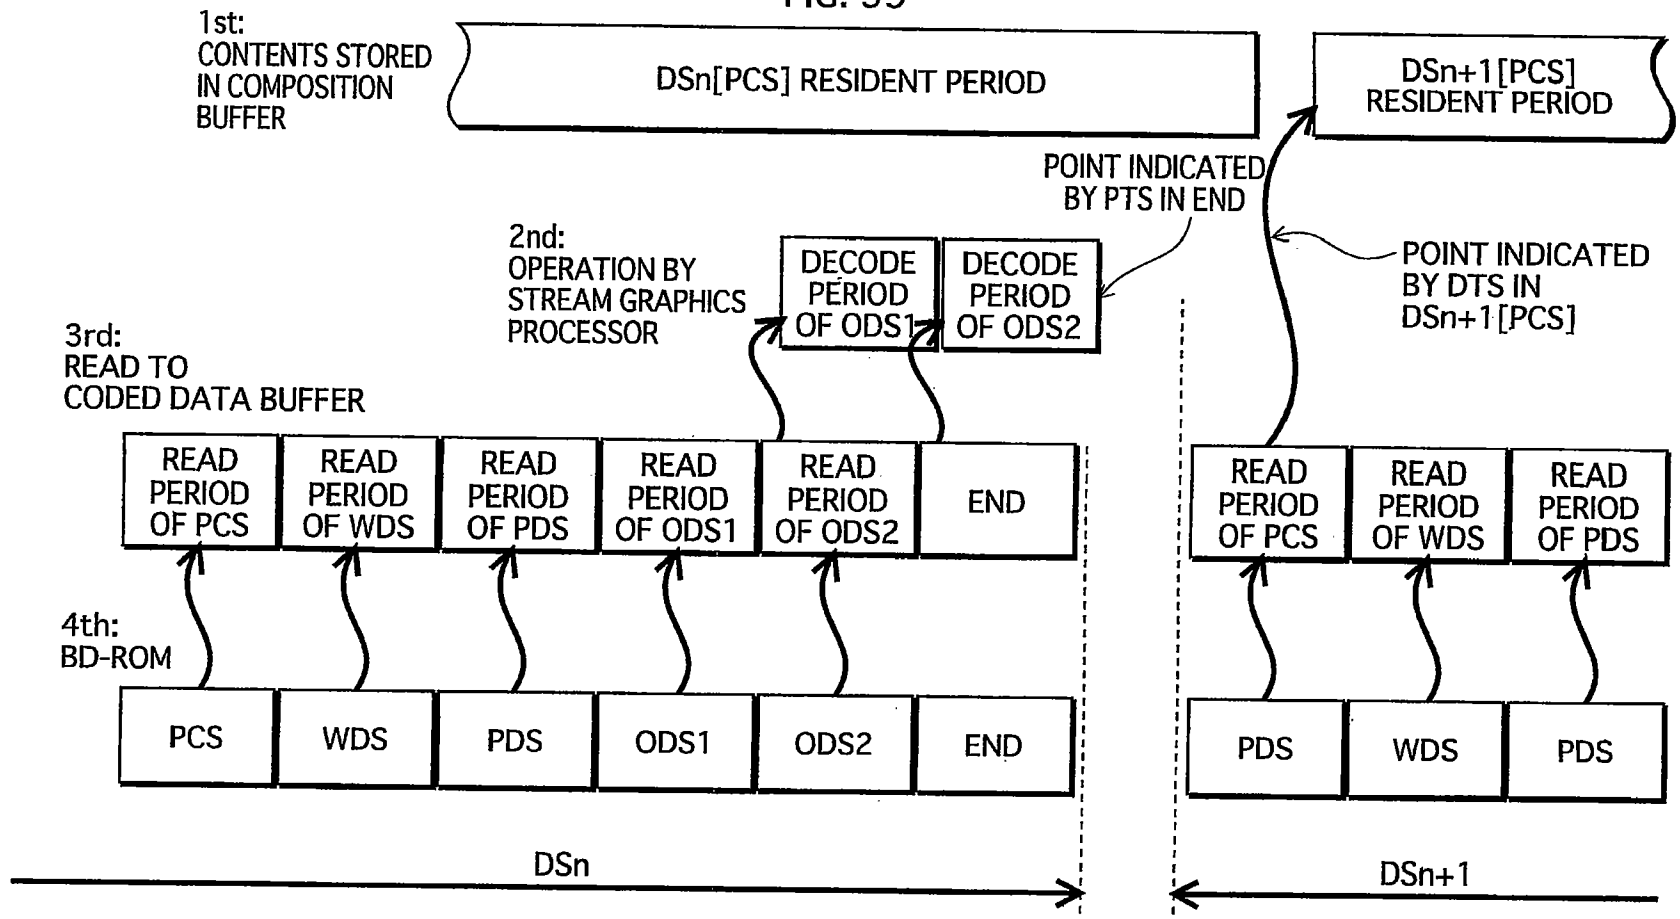 FIG. 39
1st:
CONTENTS STORED
IN COMPOSITION
BUFFER
DSn[PCS] RESIDENT PERIOD
DSn+1[PCS]
RESIDENT PERIOD
POINT INDICATED
BY PTS IN END
2nd:
OPERATION BY
STREAM GRAPHICS
PROCESSOR
DECODE
PERIOD
OF ODS1
DECODE
PERIOD
OF ODS2
POINT INDICATED
BY DTS IN
DSn+1[PCS]
3rd:
READ TO
CODED DATA BUFFER
READ
PERIOD
OF PCS
READ
PERIOD
OF WDS
READ
PERIOD
OF PDS
READ
PERIOD
OF ODS1
READ
PERIOD
OF ODS2
END
READ
PERIOD
OF PCS
READ
PERIOD
OF WDS
READ
PERIOD
OF PDS
4th:
BD-ROM
PCS
WDS
PDS
ODS1
ODS2
END
PDS
WDS
PDS
DSn
DSn+1